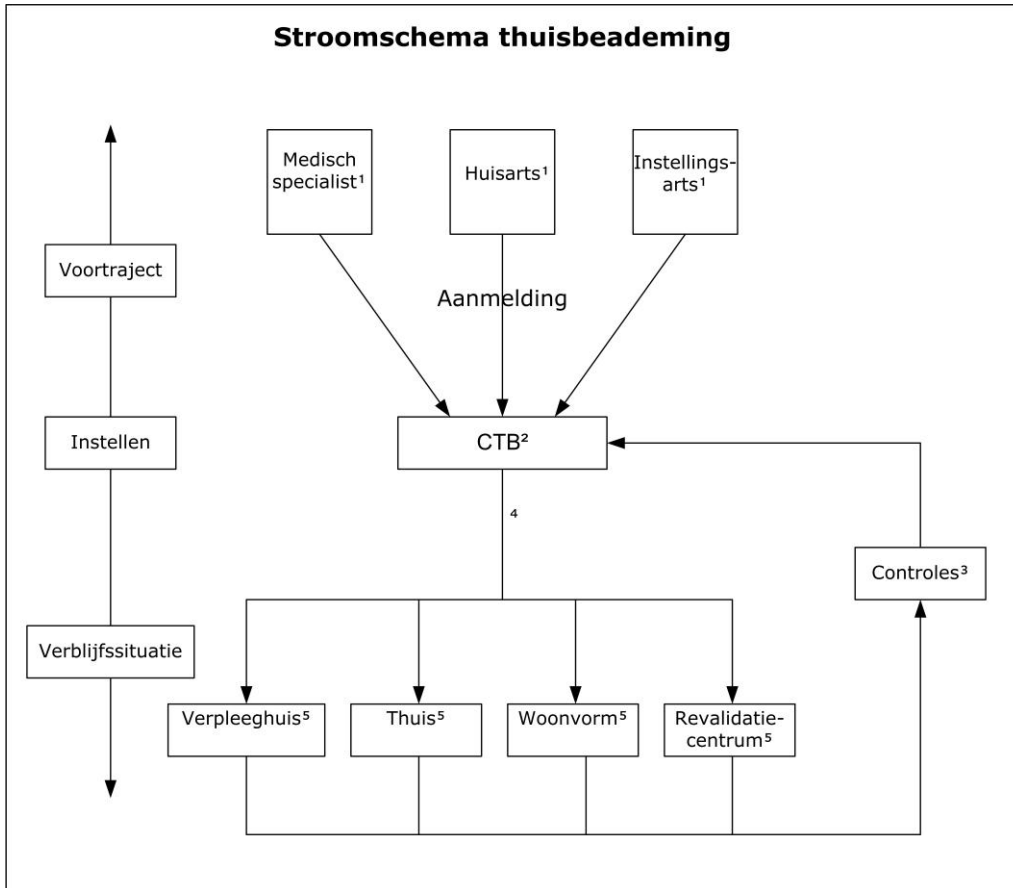 Stroomschema thuisbeademing
Medisch
specialist¹
Huisarts¹
Instellings-
arts¹
Voortraject
Aanmelding
Instellen
CTB²
⁴
Controles³
Verblijfssituatie
Verpleeghuis⁵
Thuis⁵
Woonvorm⁵
Revalidatie-
centrum⁵